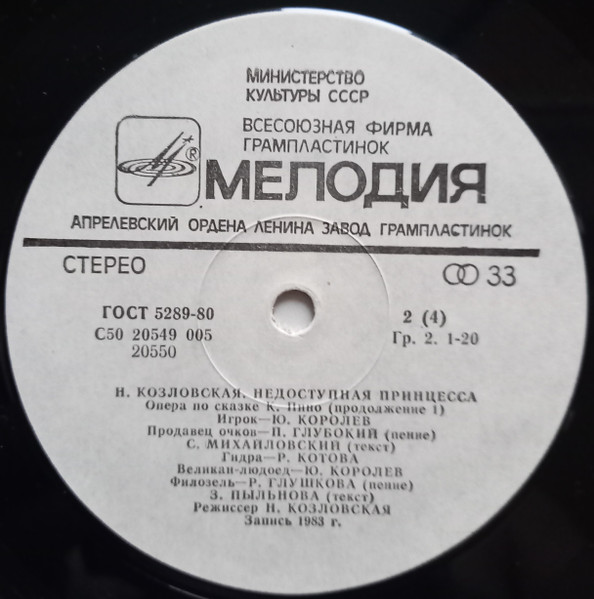 МИНИСТЕРСТВО
КУЛЬТУРЫ СССР
ВСЕСОЮЗНАЯ ФИРМА
ГРАМПЛАСТИНОК
®
МЕЛОДИЯ
АПРЕЛЕВСКИЙ ОРДЕНА ЛЕНИНА ЗАВОД ГРАМПЛАСТИНОК
СТЕРЕО
33
ГОСТ 5289-80
С50 20549 005
20550
2 (4)
Гр. 2. 1-20
Н. КОЗЛОВСКАЯ. НЕДОСТУПНАЯ ПРИНЦЕССА
Опера по сказке К. Пино (продолжение 1)
Игрок—Ю. КОРОЛЕВ
Продавец очков—П. ГЛУБОКИЙ (пение)
С. МИХАЙЛОВСКИЙ (текст)
Гидра—Р. КОТОВА
Великан-людоед—Ю. КОРОЛЕВ
Филозель—Р. ГЛУШКОВА (пение)
З. ПЫЛЬНОВА (текст)
Режиссер Н. КОЗЛОВСКАЯ
Запись 1983 г.